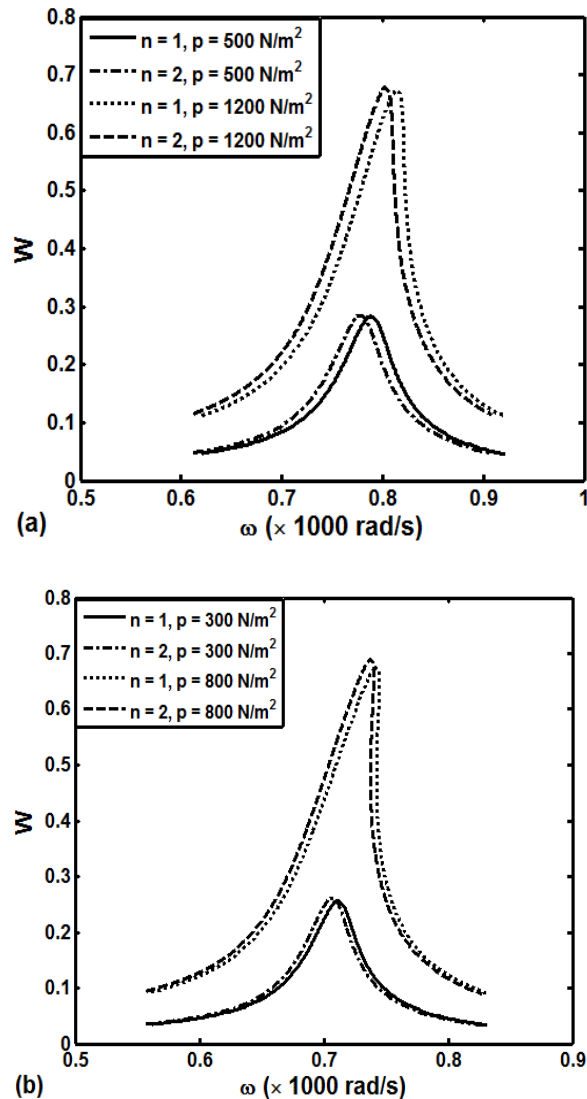 0.8
0.7
0.6
0.5
0.4
0.3
0.2
0.1
0
W
n = 1, p = 500 N/m²
n = 2, p = 500 N/m²
n = 1, p = 1200 N/m²
n = 2, p = 1200 N/m²
0.5 0.6 0.7 0.8 0.9 1
(a) ω (× 1000 rad/s)
0.8
0.7
0.6
0.5
0.4
0.3
0.2
0.1
0
W
n = 1, p = 300 N/m²
n = 2, p = 300 N/m²
n = 1, p = 800 N/m²
n = 2, p = 800 N/m²
0.5 0.6 0.7 0.8 0.9
(b) ω (× 1000 rad/s)